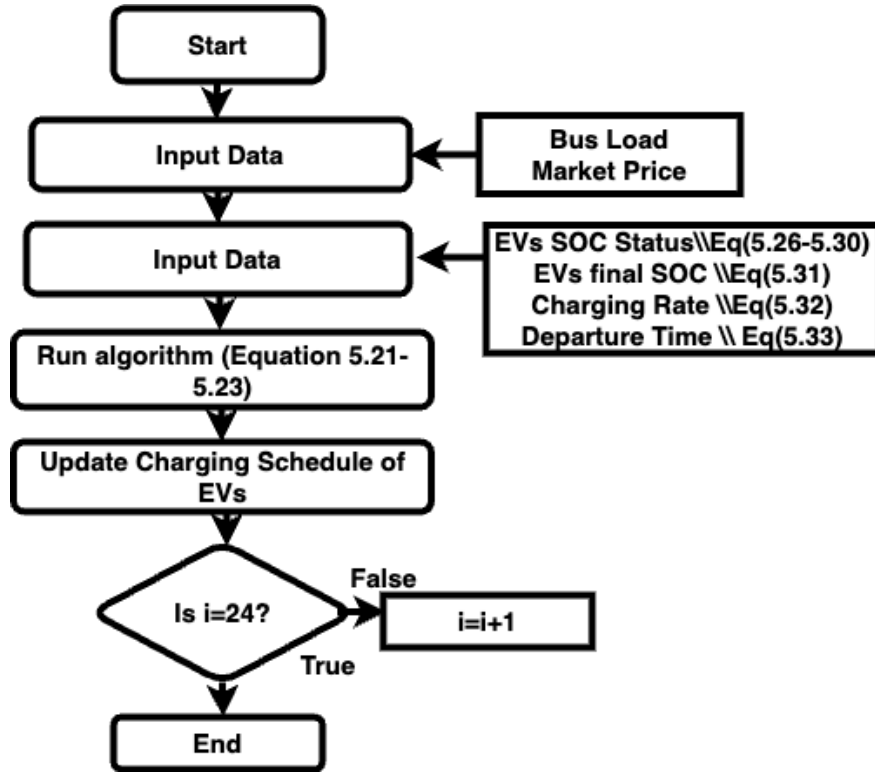 Start
Input Data
Bus Load
Market Price
Input Data
EVs SOC Status\\Eq(5.26-5.30)
EVs final SOC \\Eq(5.31)
Charging Rate \\Eq(5.32)
Departure Time \\ Eq(5.33)
Run algorithm (Equation 5.21-
5.23)
Update Charging Schedule of
EVs
Is i=24?
False
i=i+1
True
End